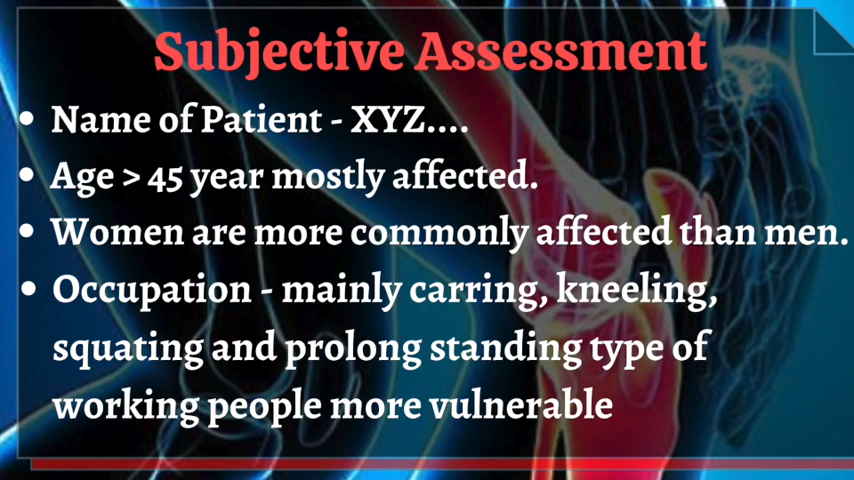 Subjective Assessment
• Name of Patient - XYZ....
• Age > 45 year mostly affected.
• Women are more commonly affected than men.
• Occupation - mainly carring, kneeling,
squating and prolong standing type of
working people more vulnerable